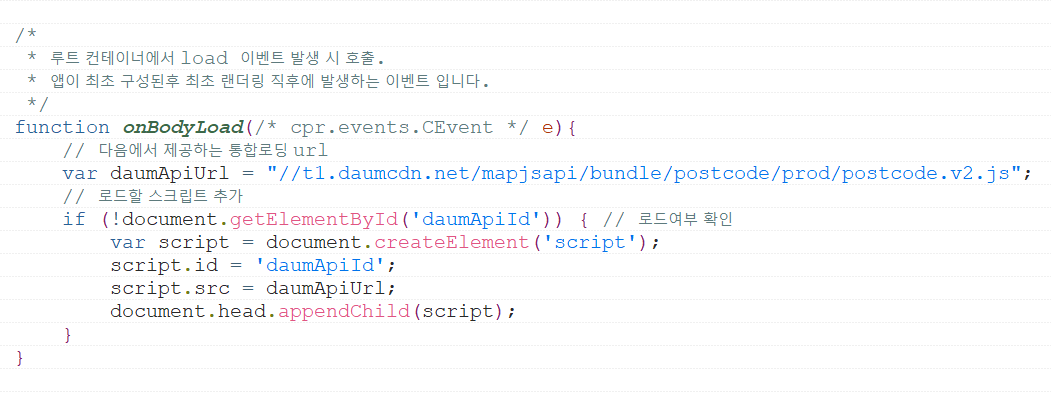 /*
 * 루트 컨테이너에서 load 이벤트 발생 시 호출.
 * 앱이 최초 구성된후 최초 랜더링 직후에 발생하는 이벤트 입니다.
 */
function onBodyLoad(/* cpr.events.CEvent */ e){
    // 다음에서 제공하는 통합로딩 url
    var daumApiUrl = "//t1.daumcdn.net/mapjsapi/bundle/postcode/prod/postcode.v2.js";
    // 로드할 스크립트 추가
    if (!document.getElementById('daumApiId')) { // 로드여부 확인
        var script = document.createElement('script');
        script.id = 'daumApiId';
        script.src = daumApiUrl;
        document.head.appendChild(script);
    }
}